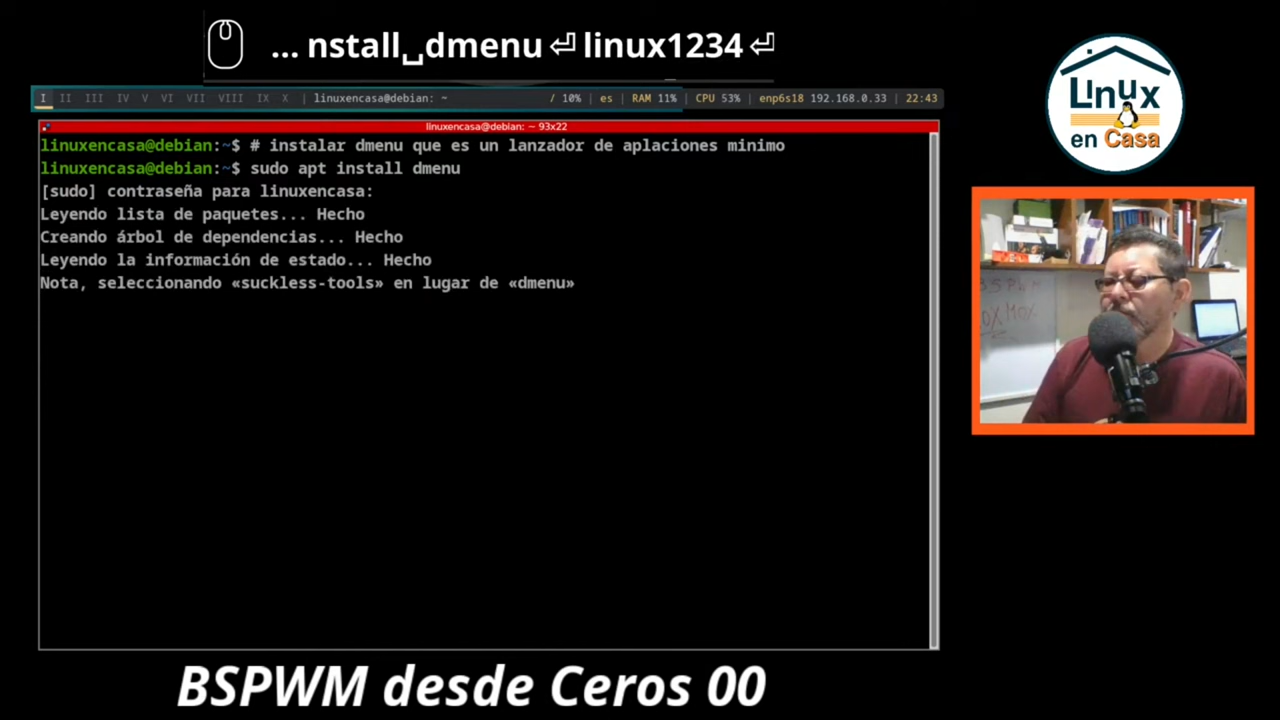 ... nstall␣dmenu⏎linux1234⏎
I II III IV V VI VII VIII IX X | linuxencasa@debian: ~ / 10% | es | RAM 11% | CPU 53% | enp6s18 192.168.0.33 | 22:43
linuxencasa@debian: ~ 93x22
linuxencasa@debian:~$ # instalar dmenu que es un lanzador de aplaciones minimo
linuxencasa@debian:~$ sudo apt install dmenu
[sudo] contraseña para linuxencasa:
Leyendo lista de paquetes... Hecho
Creando árbol de dependencias... Hecho
Leyendo la información de estado... Hecho
Nota, seleccionando «suckless-tools» en lugar de «dmenu»
Linux
en Casa
BSPWM desde Ceros 00